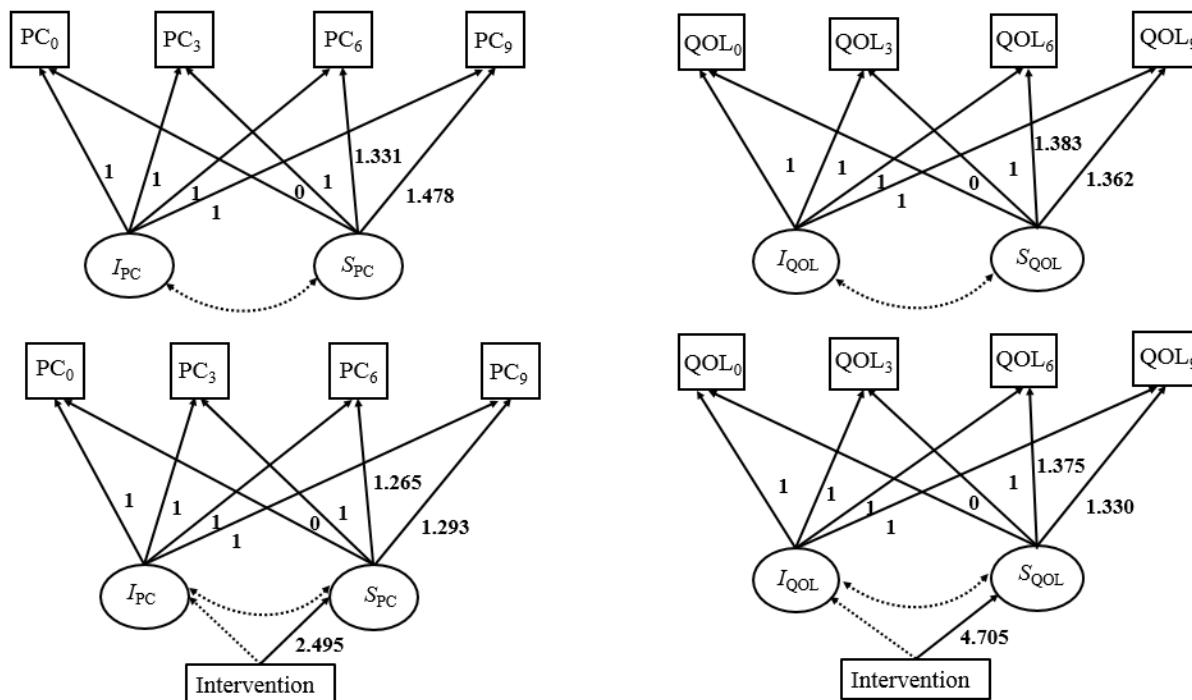 PC0 PC3 PC6 PC9
1 1 1 1 0 1 1.331 1.478
IPC SPC
QOL0 QOL3 QOL6 QOL9
1 1 1 1 0 1 1.383 1.362
IQOL SQOL
PC0 PC3 PC6 PC9
1 1 1 1 0 1 1.265 1.293
IPC SPC
2.495
Intervention
QOL0 QOL3 QOL6 QOL9
1 1 1 1 0 1 1.375 1.330
IQOL SQOL
4.705
Intervention